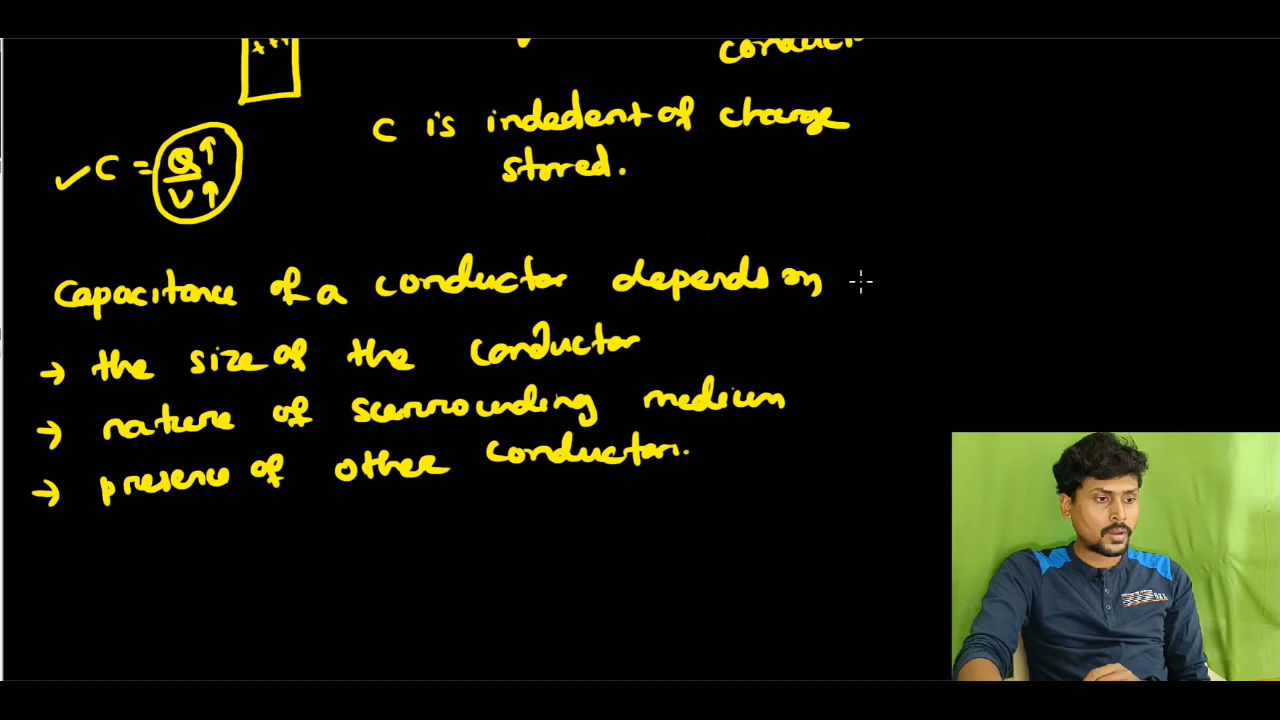 conduct
C is indedent of charge
stored.
✓ C = Q↑/V↑
Capacitance of a conductor depends on
→ the size of the conductor
→ nature of surrounding medium
→ presence of other conductor.